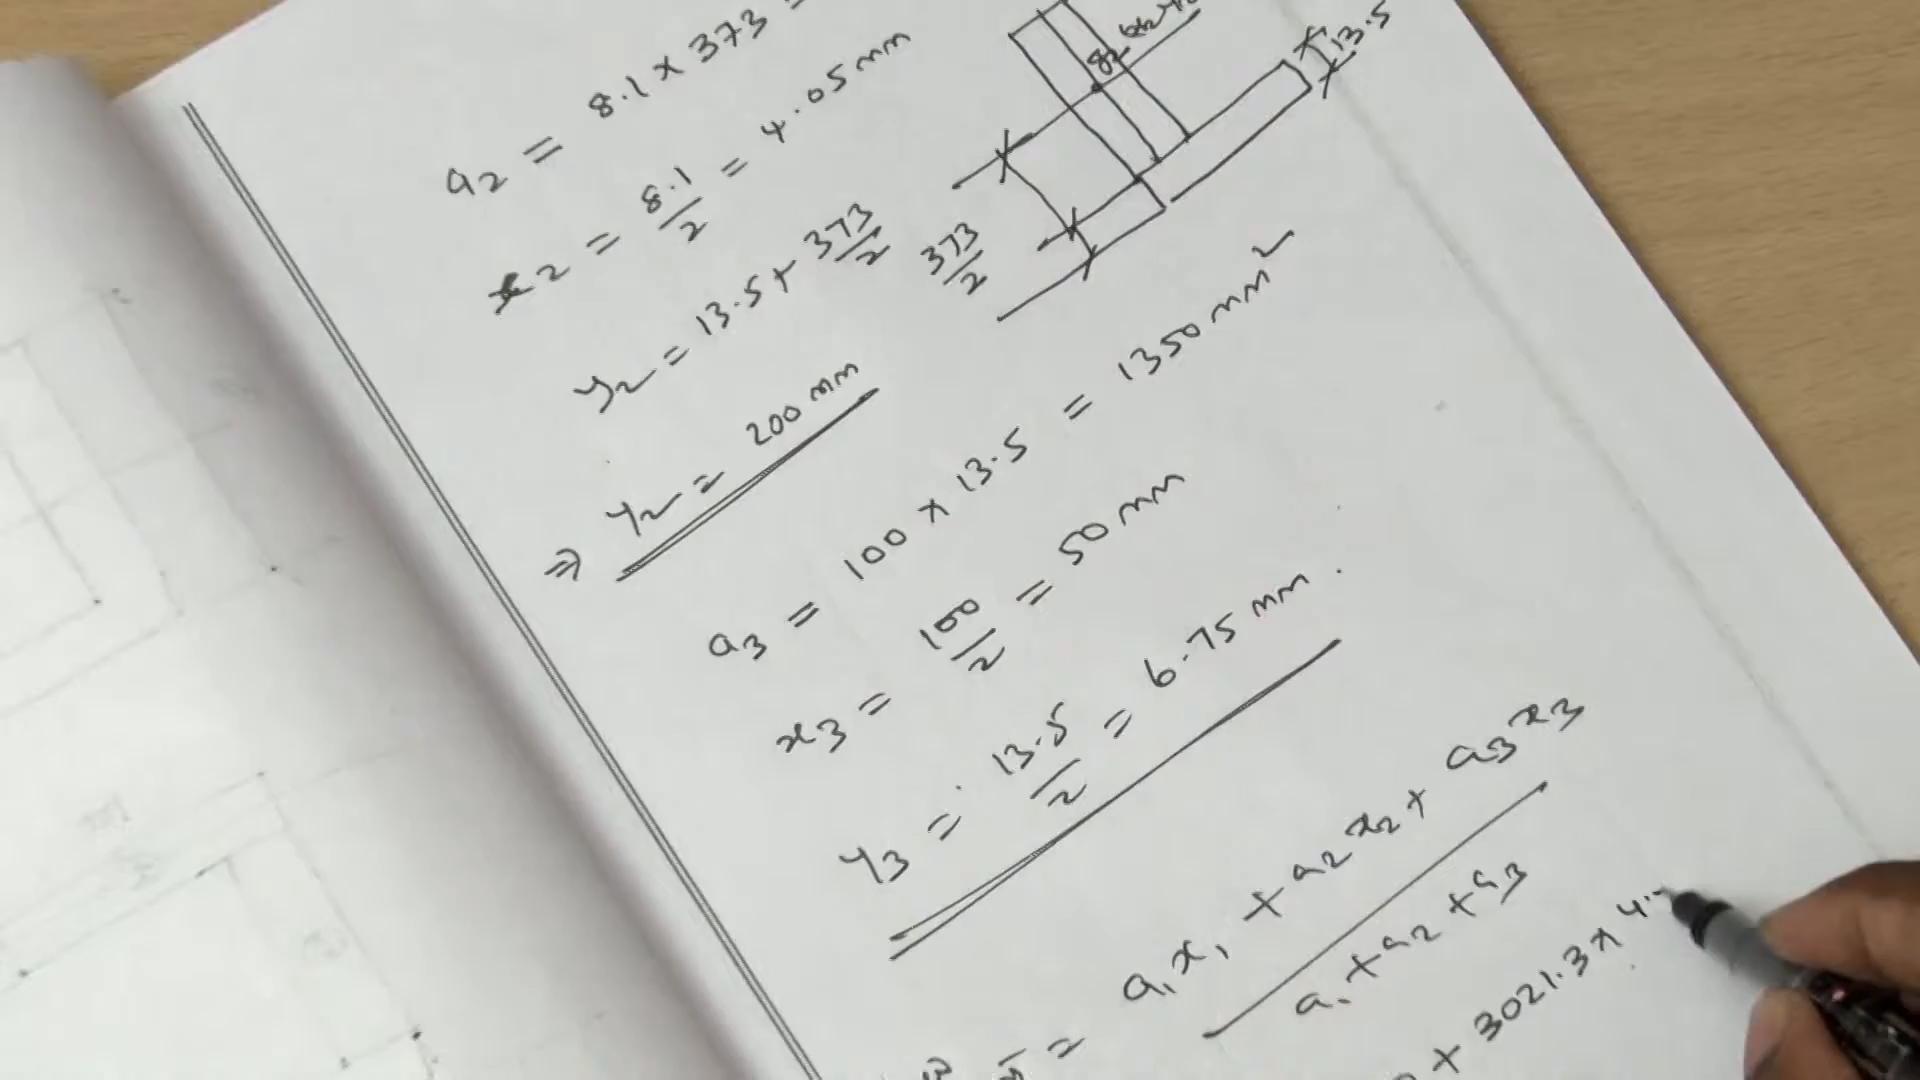 a2 = 8.1 x 373 =
x2 = 8.1/2 = 4.05 mm
y2 = 13.5 + 373/2
⇒ y2 = 200 mm
13.5
g2
373/2
a3 = 100 x 13.5 = 1350 mm²
x3 = 100/2 = 50 mm
y3 = 13.5/2 = 6.75 mm.
= a1x1 + a2x2 + a3x3
a1 + a2 + a3
+ 3021.3 x 4.